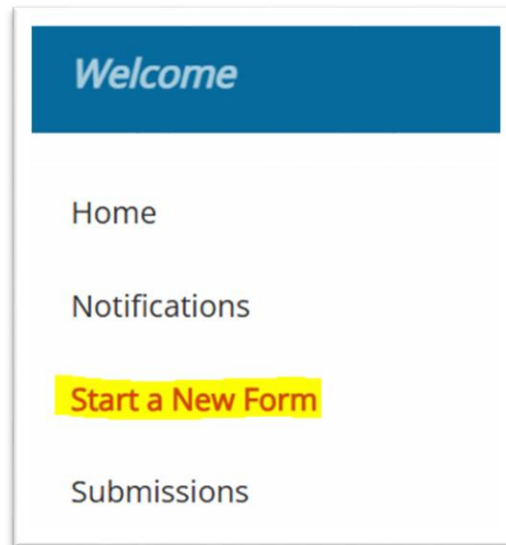 Welcome
Home
Notifications
Start a New Form
Submissions